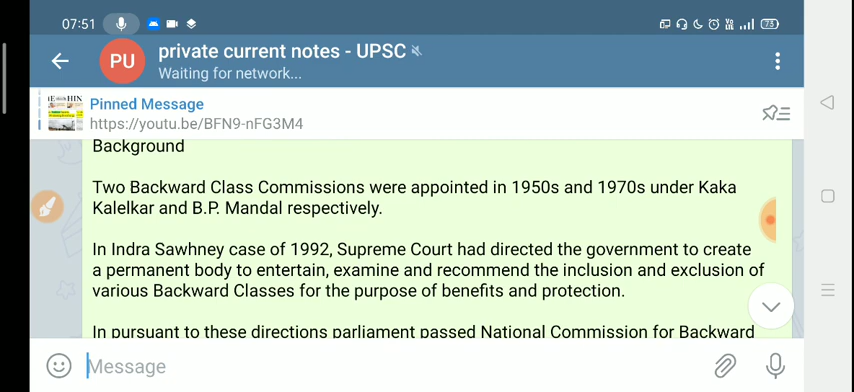 07:51
73
PU
private current notes - UPSC
Waiting for network...
Pinned Message
https://youtu.be/BFN9-nFG3M4
Background
Two Backward Class Commissions were appointed in 1950s and 1970s under Kaka
Kalelkar and B.P. Mandal respectively.
In Indra Sawhney case of 1992, Supreme Court had directed the government to create
a permanent body to entertain, examine and recommend the inclusion and exclusion of
various Backward Classes for the purpose of benefits and protection.
In pursuant to these directions parliament passed National Commission for Backward
Message